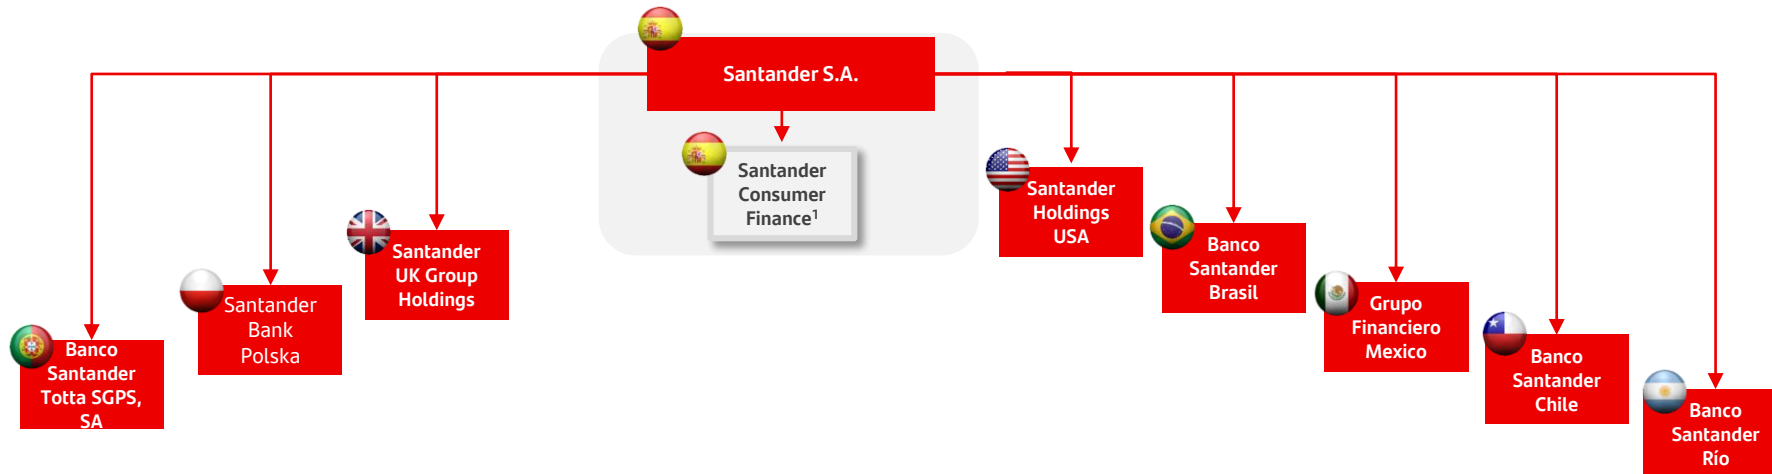 Santander S.A.
Santander
Consumer
Finance¹
Santander
Holdings
USA
Banco
Santander
Brasil
Grupo
Financiero
Mexico
Banco
Santander
Chile
Banco
Santander
Río
Santander
UK Group
Holdings
Santander
Bank
Polska
Banco
Santander
Totta SGPS,
SA